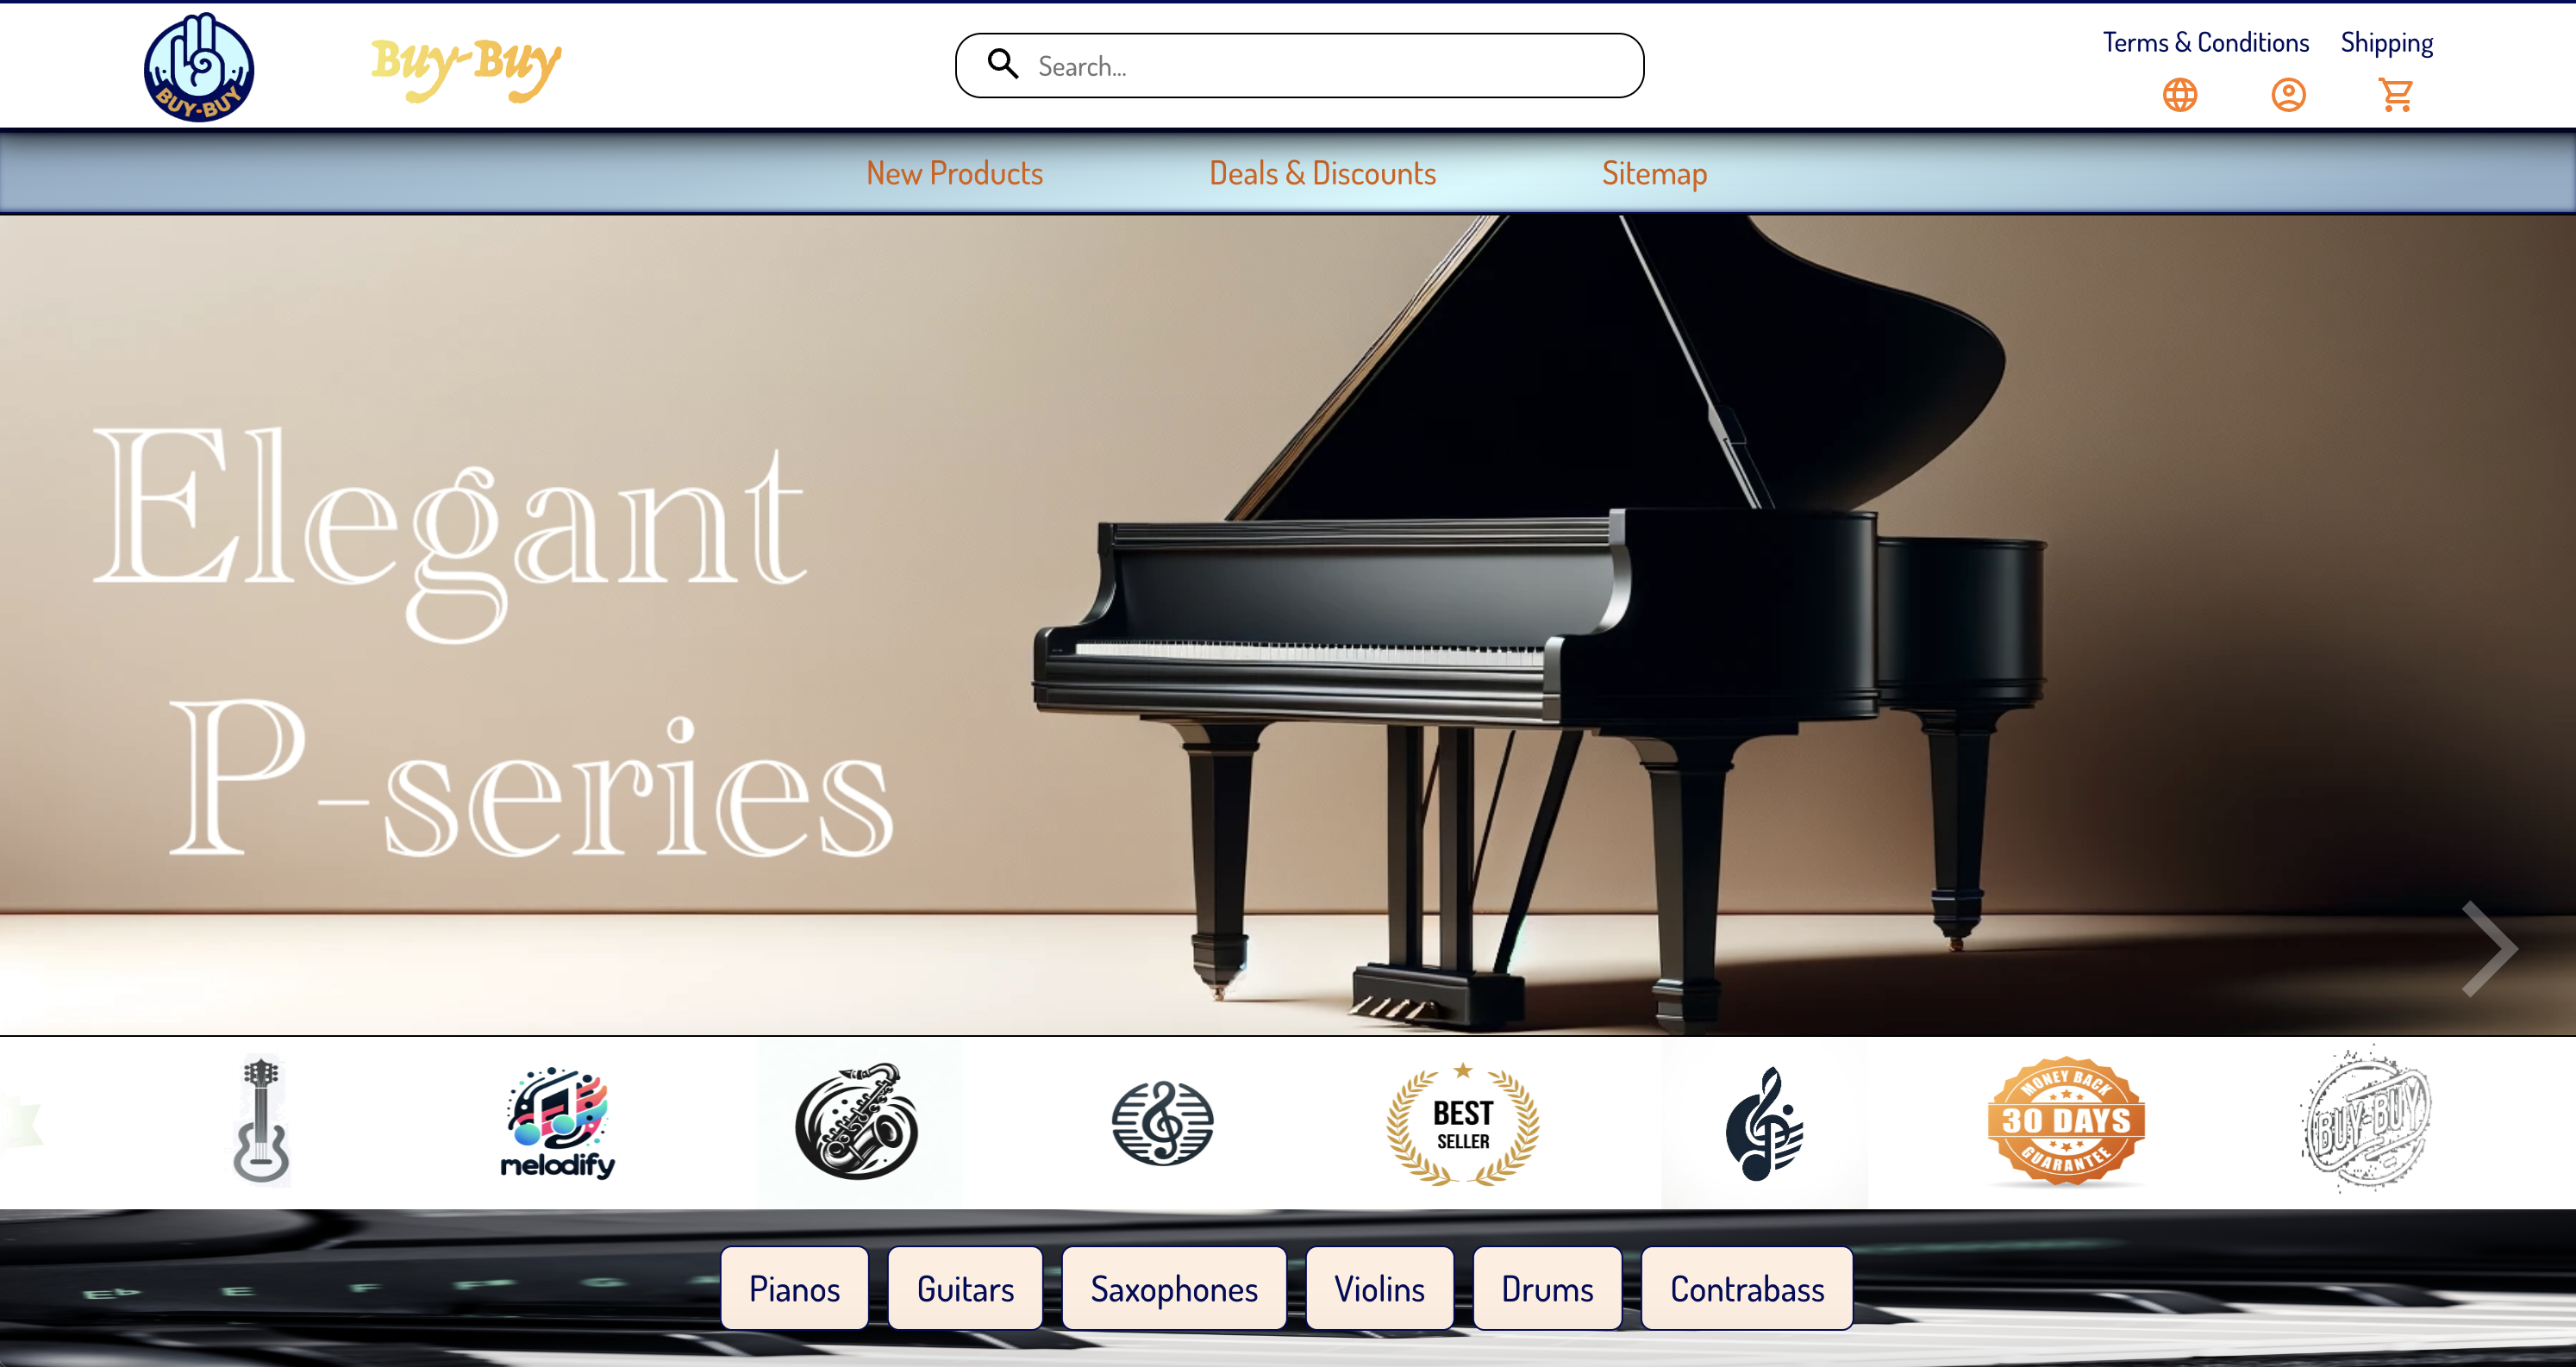 BUY-BUY
Buy-Buy
Search...
Terms & Conditions
Shipping
New Products
Deals & Discounts
Sitemap
Elegant
P-series
melodify
BEST
SELLER
MONEY BACK
30 DAYS
GUARANTEE
BUY-BUY
Eb E F F# G
Pianos
Guitars
Saxophones
Violins
Drums
Contrabass